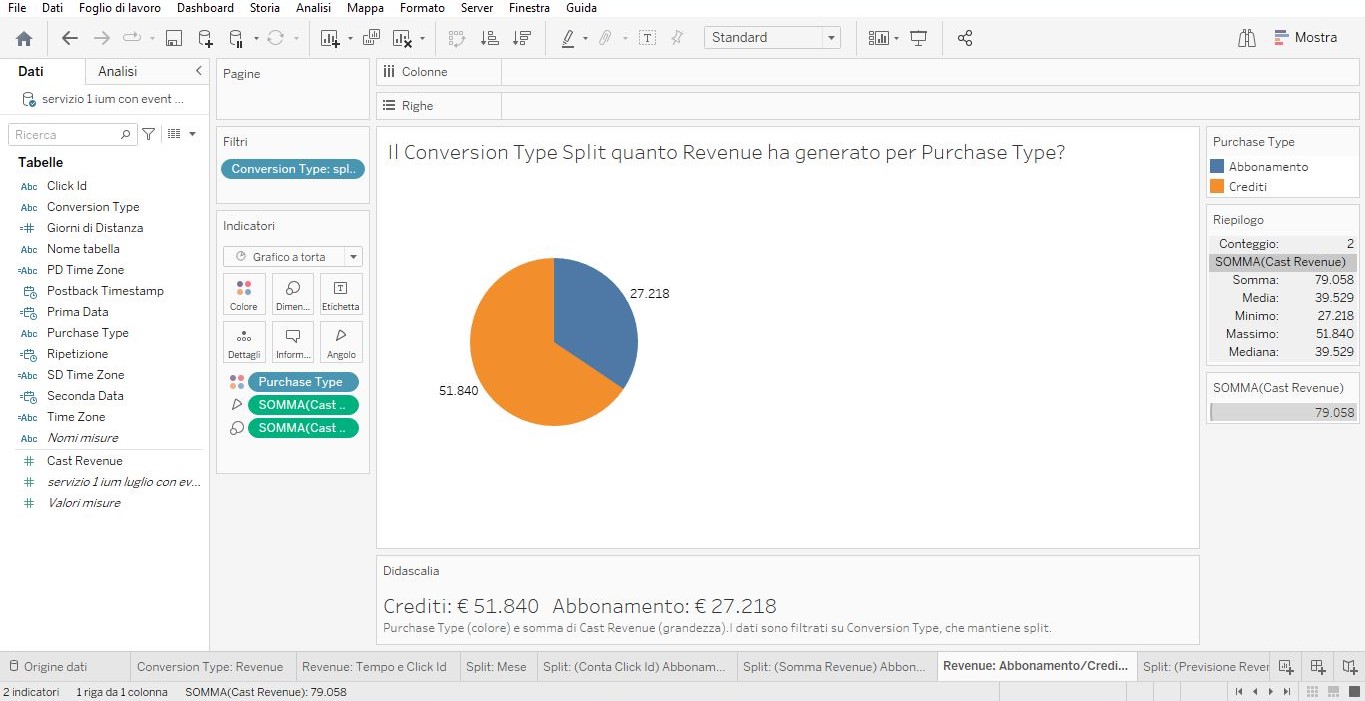 File Dati Foglio di lavoro Dashboard Storia Analisi Mappa Formato Server Finestra Guida
Standard
Mostra
Dati Analisi
servizio 1 ium con event ...
Ricerca
Tabelle
Abc Click Id
Abc Conversion Type
=# Giorni di Distanza
Abc Nome tabella
=Abc PD Time Zone
Postback Timestamp
Prima Data
Abc Purchase Type
Ripetizione
=Abc SD Time Zone
Seconda Data
=Abc Time Zone
Abc Nomi misure
# Cast Revenue
# servizio 1 ium luglio con ev...
# Valori misure
Pagine
Filtri
Conversion Type: spl..
Indicatori
Grafico a torta
Colore Dimen... Etichetta
Dettagli Inform... Angolo
Purchase Type
SOMMA(Cast ..
SOMMA(Cast ..
Colonne
Righe
Il Conversion Type Split quanto Revenue ha generato per Purchase Type?
27.218
51.840
Didascalia
Crediti: € 51.840 Abbonamento: € 27.218
Purchase Type (colore) e somma di Cast Revenue (grandezza).I dati sono filtrati su Conversion Type, che mantiene split.
Purchase Type
Abbonamento
Crediti
Riepilogo
Conteggio: 2
SOMMA(Cast Revenue)
Somma: 79.058
Media: 39.529
Minimo: 27.218
Massimo: 51.840
Mediana: 39.529
SOMMA(Cast Revenue)
79.058
Origine dati Conversion Type: Revenue Revenue: Tempo e Click Id Split: Mese Split: (Conta Click Id) Abbonam... Split: (Somma Revenue) Abbon... Revenue: Abbonamento/Credi... Split: (Previsione Rever
2 indicatori 1 riga da 1 colonna SOMMA(Cast Revenue): 79.058